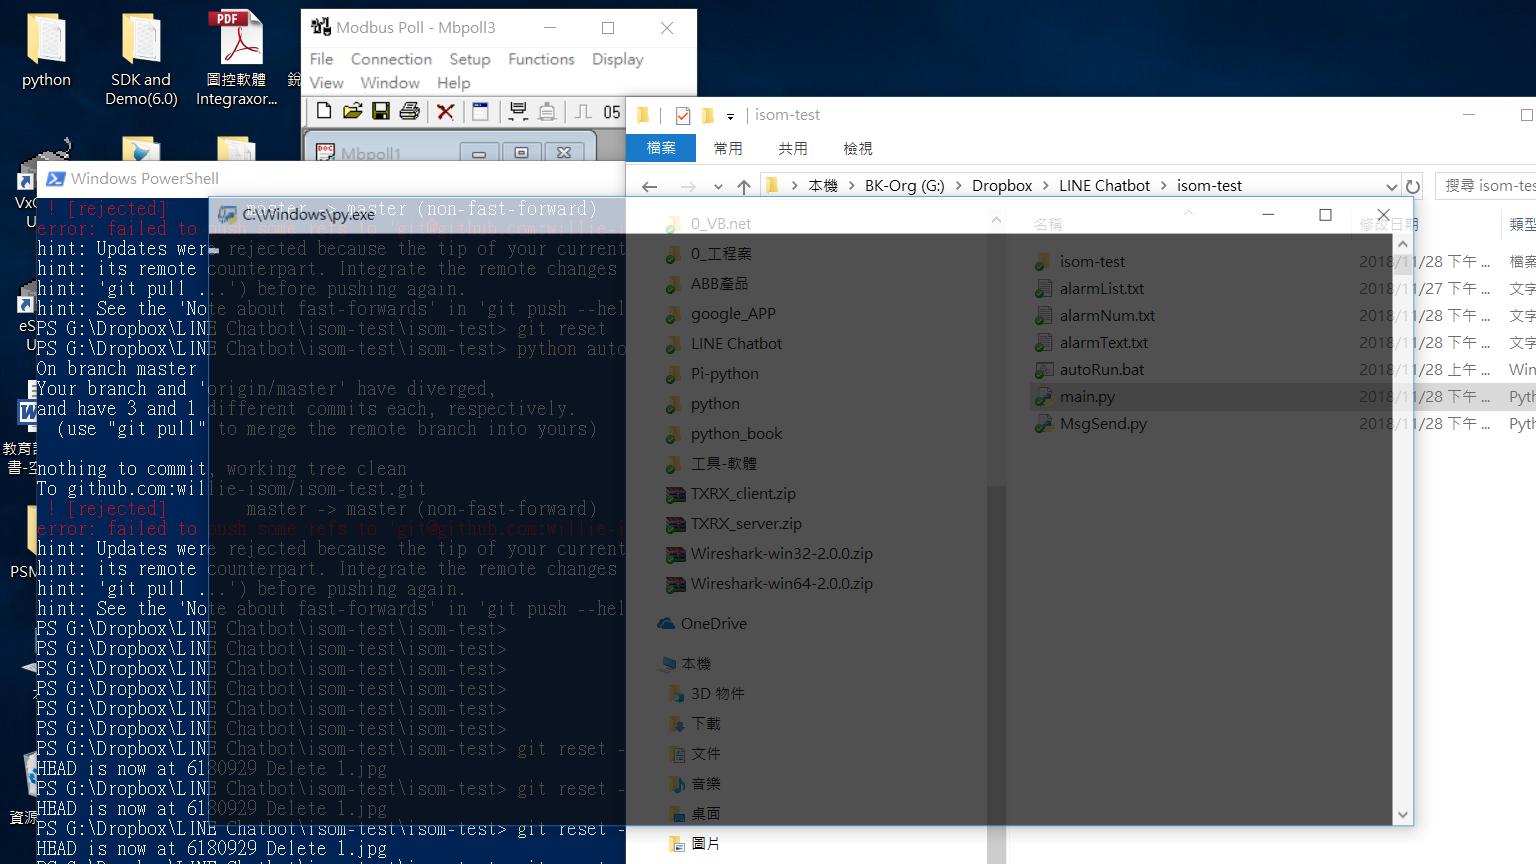 python
SDK and
Demo(6.0)
PDF
圖控軟體
Integraxor...
Modbus Poll - Mbpoll3
File Connection Setup Functions Display
View Window Help
05
DOC
Mbpoll1
isom-test
檔案 常用 共用 檢視
本機 BK-Org (G:) Dropbox LINE Chatbot isom-test
搜尋 isom-tes
名稱 修改日期 類型
0_VB.net
0_工程案
ABB產品
google_APP
LINE Chatbot
Pi-python
python
python_book
工具-軟體
TXRX_client.zip
TXRX_server.zip
Wireshark-win32-2.0.0.zip
Wireshark-win64-2.0.0.zip
OneDrive
本機
3D 物件
下載
文件
音樂
桌面
圖片
isom-test 2018/11/28 下午 ... 檔案
alarmList.txt 2018/11/27 下午 ... 文字
alarmNum.txt 2018/11/28 下午 ... 文字
alarmText.txt 2018/11/28 下午 ... 文字
autoRun.bat 2018/11/28 上午 ... Win
main.py 2018/11/28 下午 ... Pyth
MsgSend.py 2018/11/28 下午 ... Pyth
C:\Windows\py.exe
Windows PowerShell
! [rejected] master -> master (non-fast-forward)
error: failed to push some refs to 'git@github.com:willie-i
hint: Updates were rejected because the tip of your current
hint: its remote counterpart. Integrate the remote changes
hint: 'git pull ...') before pushing again.
hint: See the 'Note about fast-forwards' in 'git push --hel
PS G:\Dropbox\LINE Chatbot\isom-test\isom-test> git reset
PS G:\Dropbox\LINE Chatbot\isom-test\isom-test> python auto
On branch master
Your branch and 'origin/master' have diverged,
and have 3 and 1 different commits each, respectively.
(use "git pull" to merge the remote branch into yours)
nothing to commit, working tree clean
To github.com:willie-isom/isom-test.git
! [rejected] master -> master (non-fast-forward)
error: failed to push some refs to 'git@github.com:willie-i
hint: Updates were rejected because the tip of your current
hint: its remote counterpart. Integrate the remote changes
hint: 'git pull ...') before pushing again.
hint: See the 'Note about fast-forwards' in 'git push --hel
PS G:\Dropbox\LINE Chatbot\isom-test\isom-test>
PS G:\Dropbox\LINE Chatbot\isom-test\isom-test>
PS G:\Dropbox\LINE Chatbot\isom-test\isom-test>
PS G:\Dropbox\LINE Chatbot\isom-test\isom-test>
PS G:\Dropbox\LINE Chatbot\isom-test\isom-test>
PS G:\Dropbox\LINE Chatbot\isom-test\isom-test>
PS G:\Dropbox\LINE Chatbot\isom-test\isom-test> git reset -
HEAD is now at 6180929 Delete 1.jpg
PS G:\Dropbox\LINE Chatbot\isom-test\isom-test> git reset -
HEAD is now at 6180929 Delete 1.jpg
PS G:\Dropbox\LINE Chatbot\isom-test\isom-test> git reset -
HEAD is now at 6180929 Delete 1.jpg
VxC
U
eS
U
W
書-空
PSM
資源